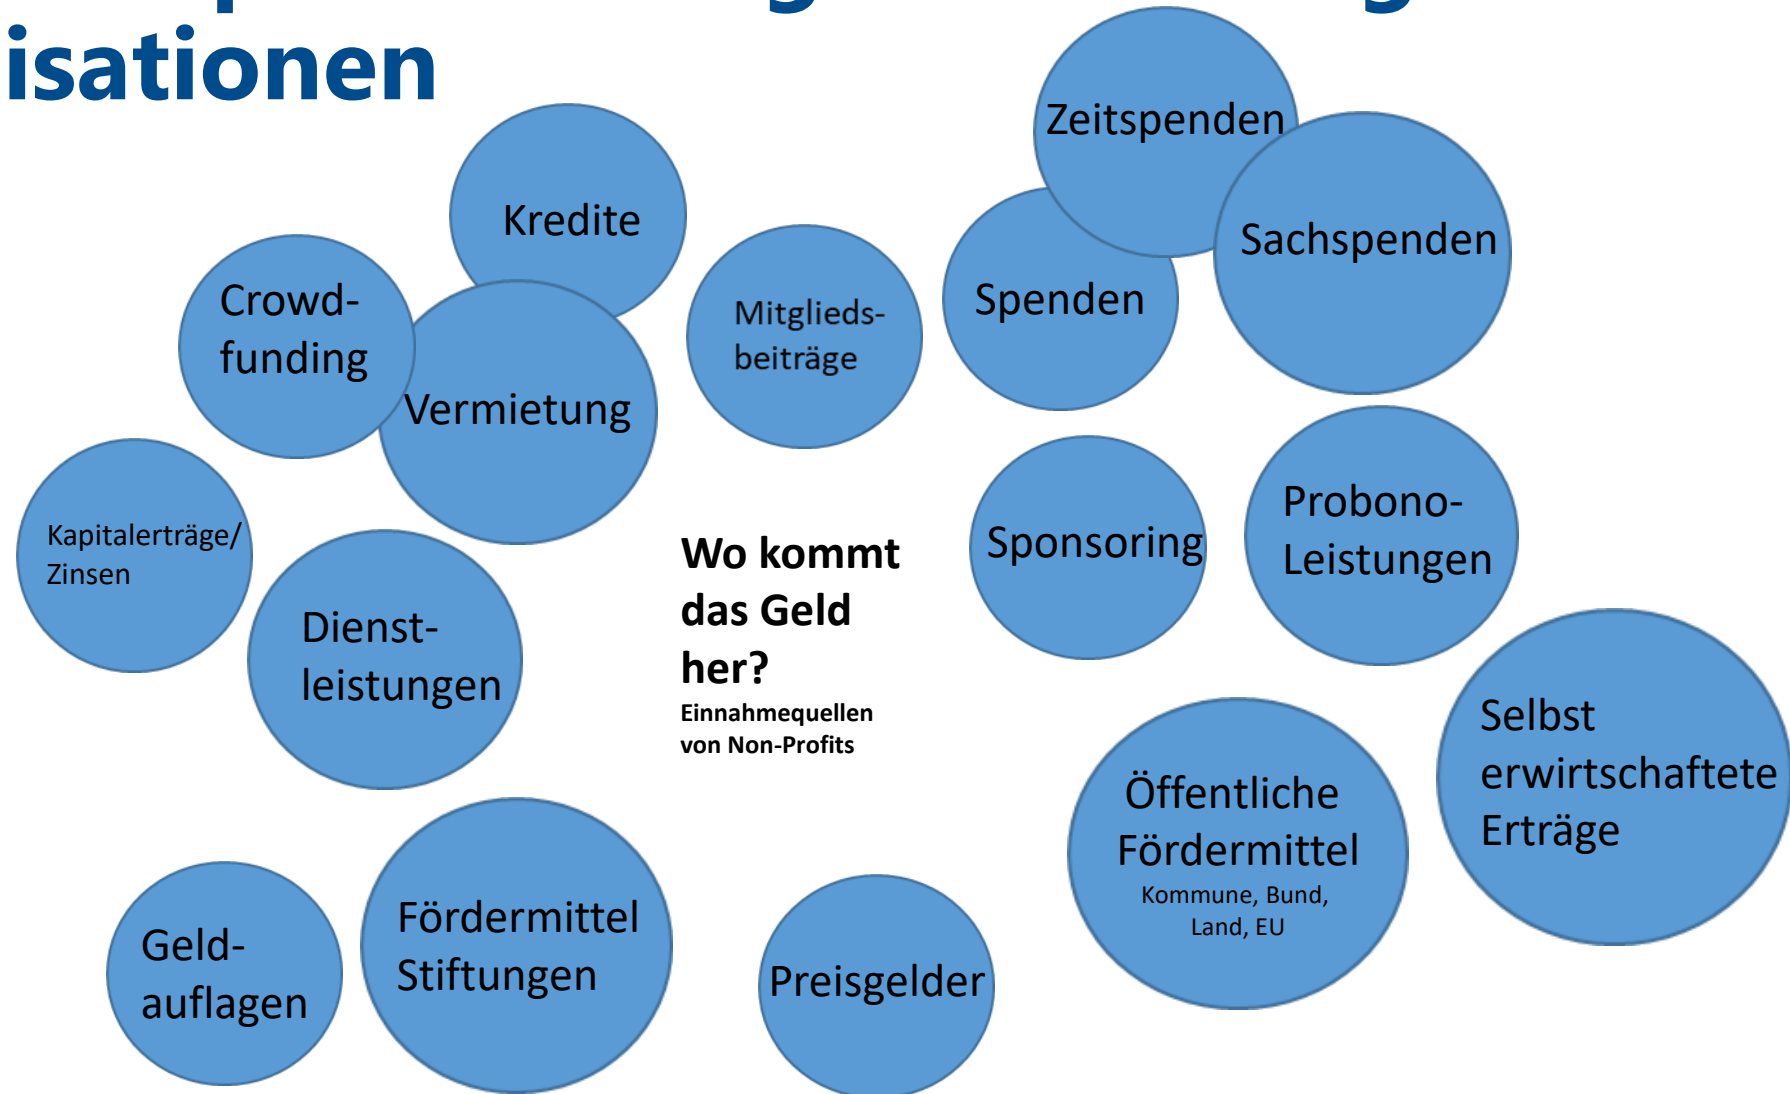 isationen
Zeitspenden
Kredite
Sachspenden
Crowd-
funding
Mitglieds-
beiträge
Spenden
Vermietung
Kapitalerträge/
Zinsen
Wo kommt
das Geld
her?
Einnahmequellen
von Non-Profits
Sponsoring
Probono-
Leistungen
Dienst-
leistungen
Selbst
erwirtschaftete
Erträge
Öffentliche
Fördermittel
Kommune, Bund,
Land, EU
Geld-
auflagen
Fördermittel
Stiftungen
Preisgelder